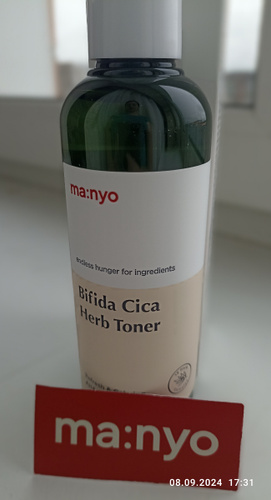 ma:nyo
endless hunger for ingredients
Bifida Cica
Herb Toner
ma:nyo
08.09.2024 17:31